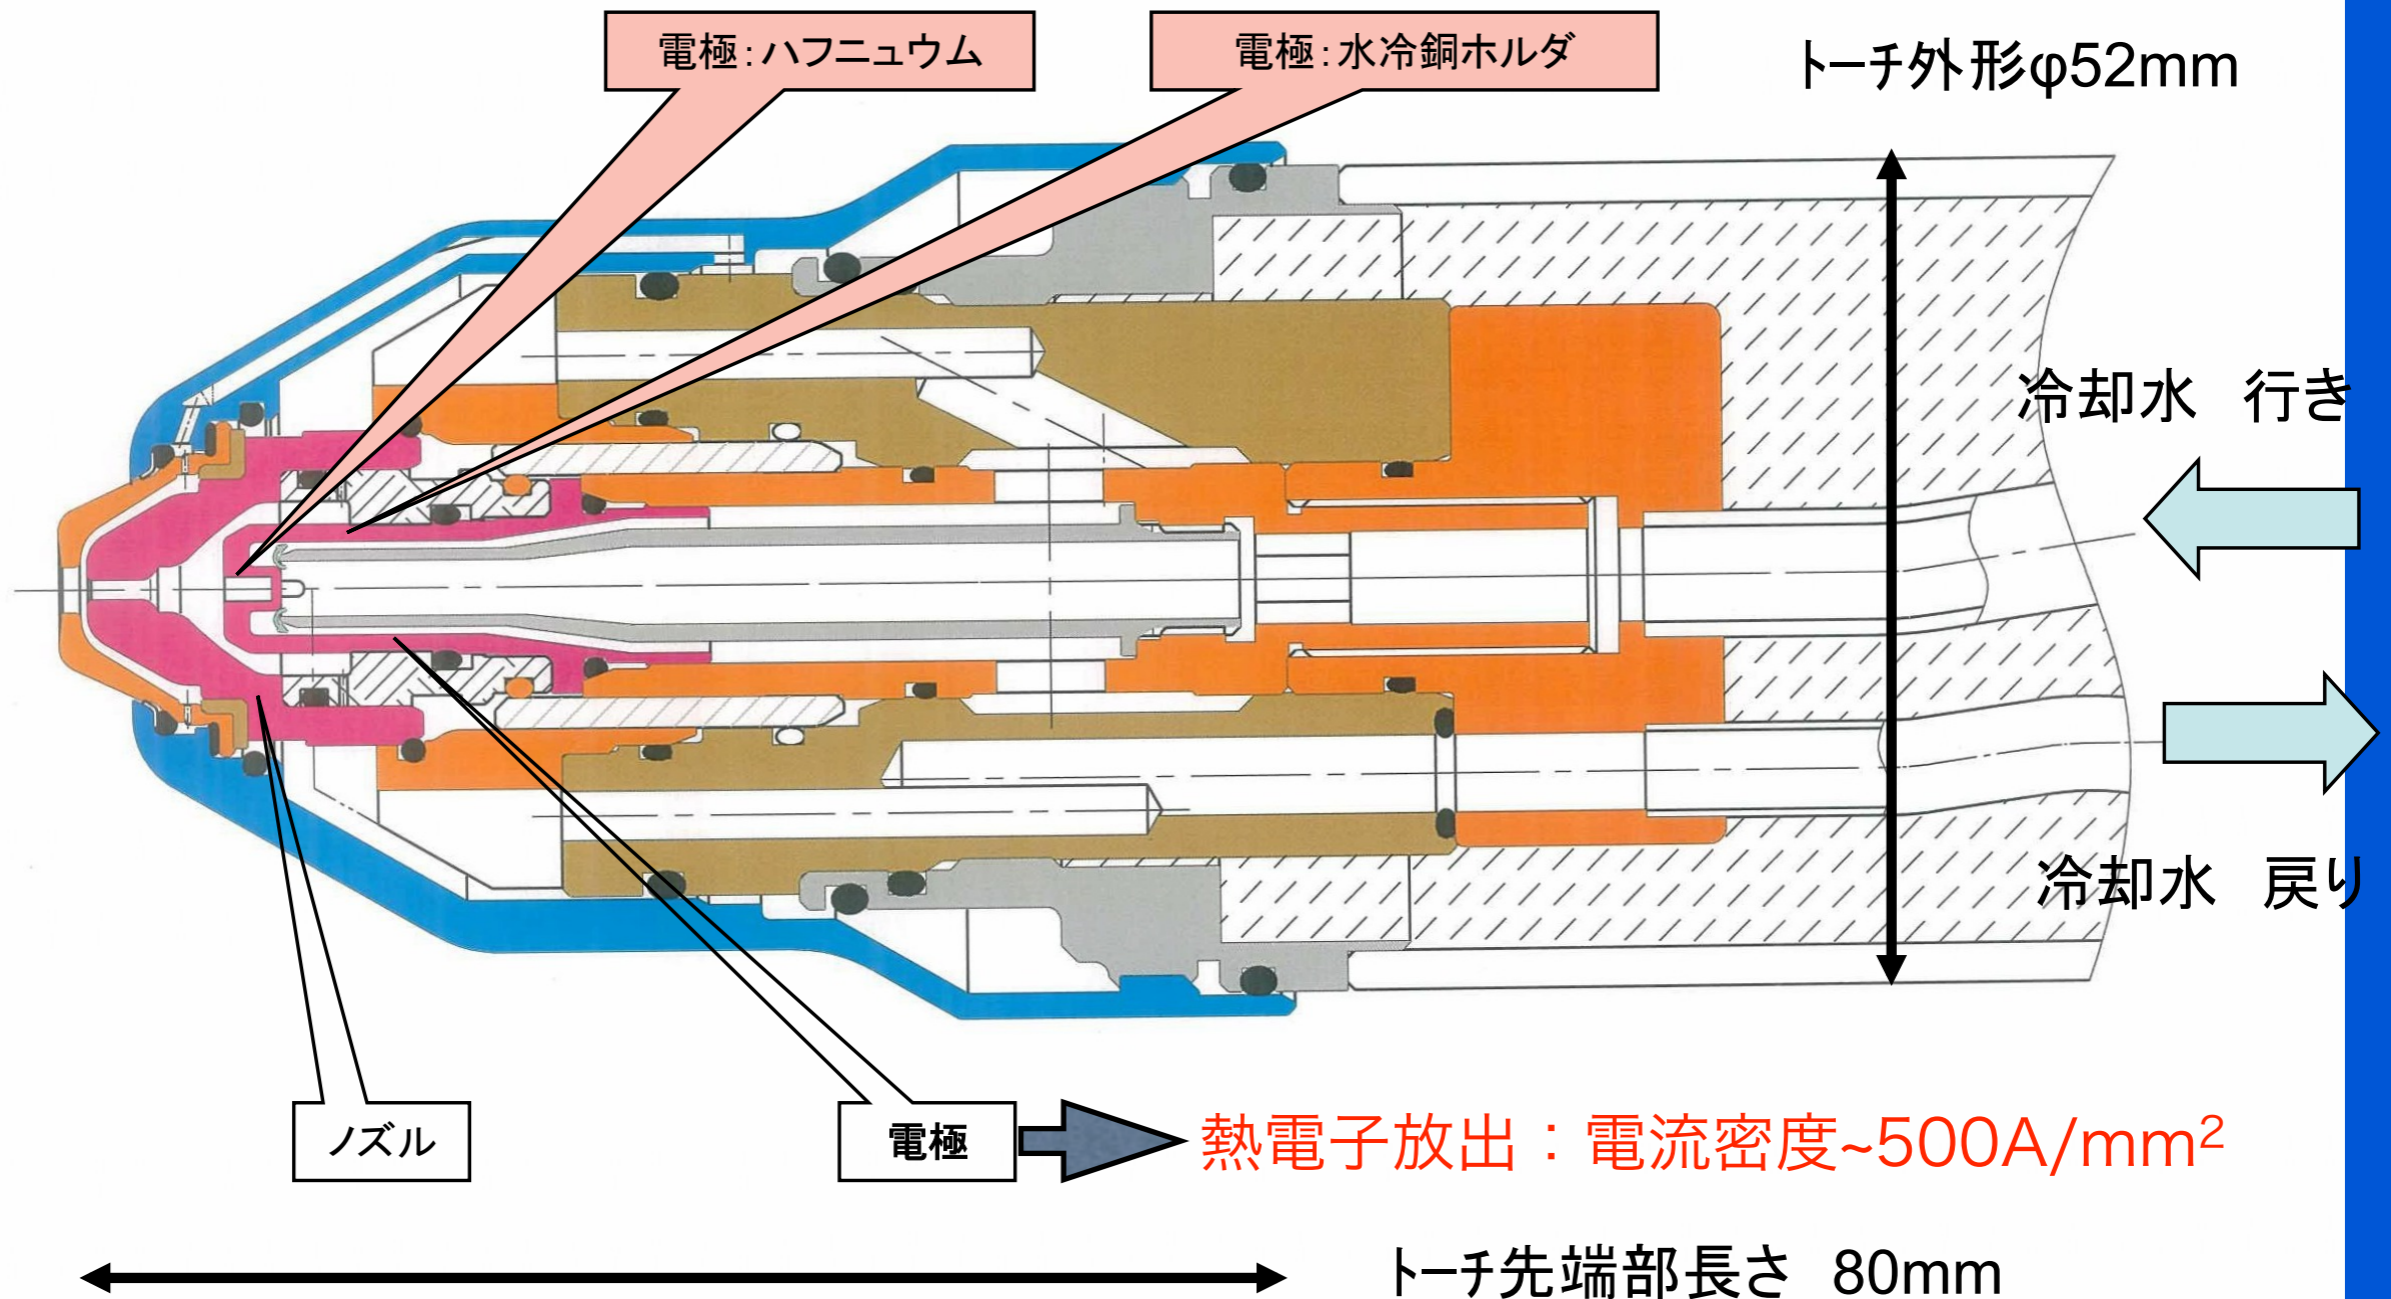 電極：ハフニュウム
電極：水冷銅ホルダ
ﾄｰﾁ外形φ52mm
冷却水　行き
冷却水　戻り
ノズル
電極
熱電子放出：電流密度~500A/mm²
ﾄｰﾁ先端部長さ　80mm